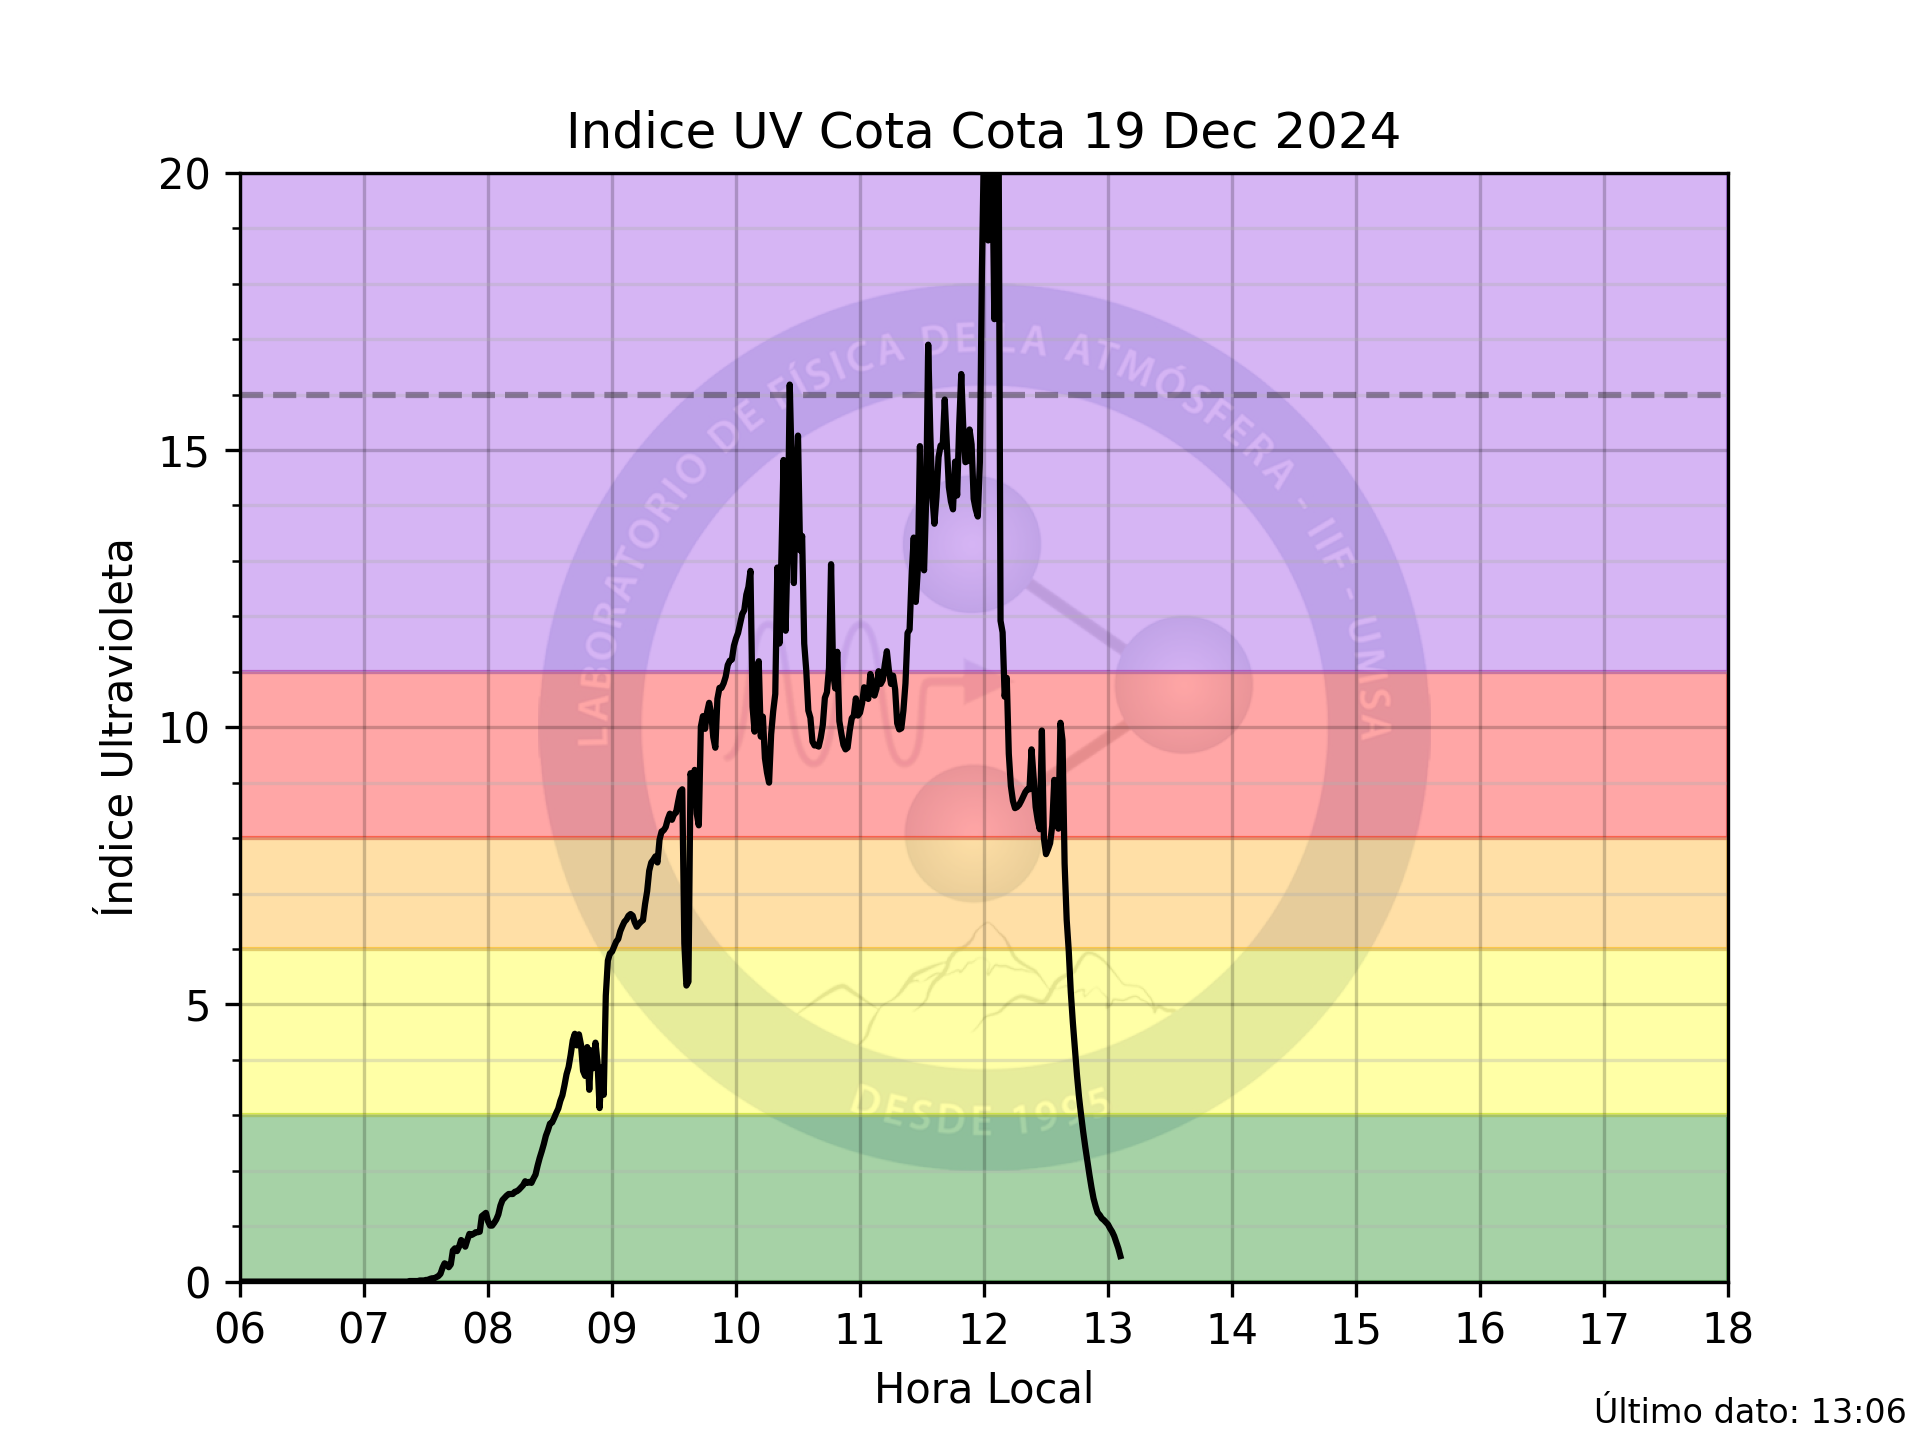 Indice UV Cota Cota 19 Dec 2024
20
15
10
5
0
Índice Ultravioleta
LABORATORIO DE FÍSICA DE LA ATMÓSFERA - IIF - UMSA
DESDE 1995
06 07 08 09 10 11 12 13 14 15 16 17 18
Hora Local
Último dato: 13:06